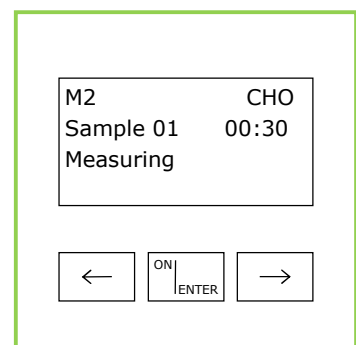 M2 CHO
Sample 01 00:30
Measuring
← ON ENTER →